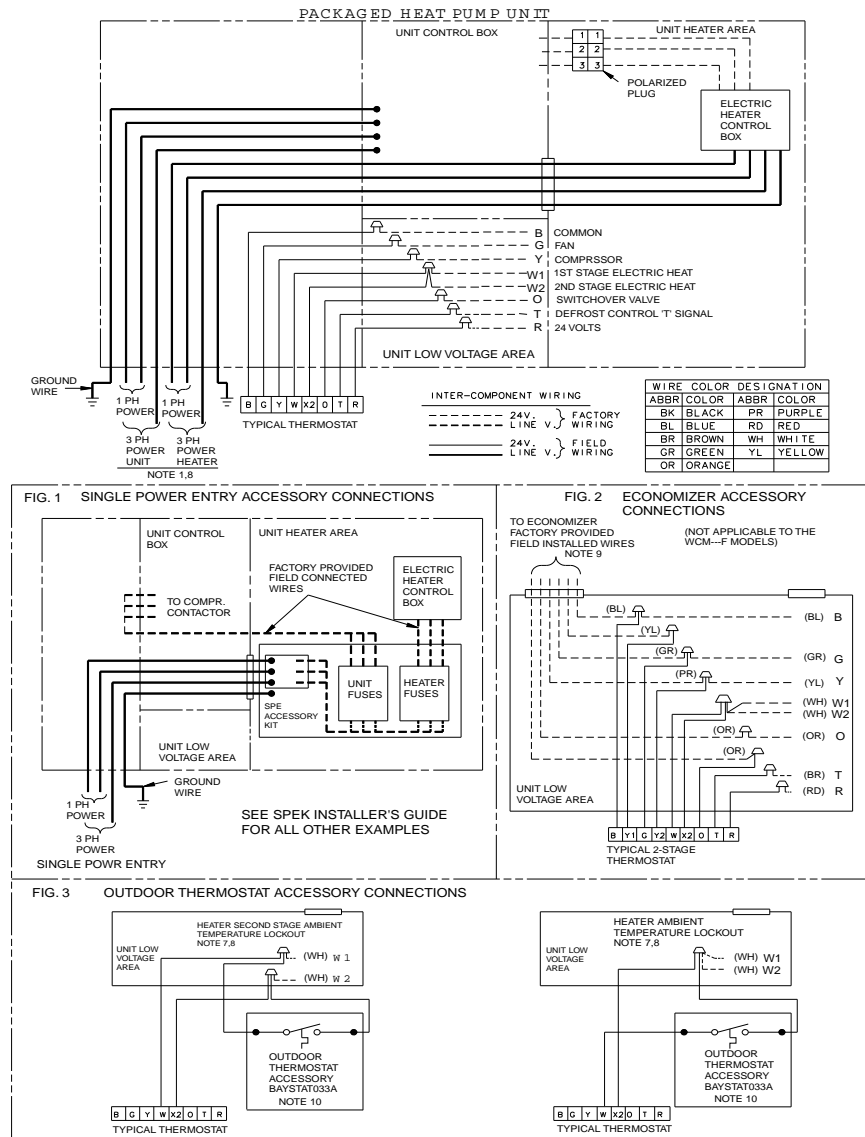 PACKAGED HEAT PUMP UNIT
UNIT CONTROL BOX
UNIT HEATER AREA
1 1
2 2
3 3
POLARIZED
PLUG
ELECTRIC
HEATER
CONTROL
BOX
B COMMON
G FAN
Y COMPRSSOR
W1 1ST STAGE ELECTRIC HEAT
W2 2ND STAGE ELECTRIC HEAT
O SWITCHOVER VALVE
T DEFROST CONTROL 'T' SIGNAL
R 24 VOLTS
UNIT LOW VOLTAGE AREA
GROUND
WIRE
1 PH
POWER
1 PH
POWER
3 PH
POWER
UNIT
3 PH
POWER
HEATER
NOTE 1,8
B G Y W X2 O T R
TYPICAL THERMOSTAT
INTER-COMPONENT WIRING
24V.
LINE V.
FACTORY
WIRING
24V.
LINE V.
FIELD
WIRING
WIRE COLOR DESIGNATION
ABBR COLOR ABBR COLOR
BK BLACK PR PURPLE
BL BLUE RD RED
BR BROWN WH WHITE
GR GREEN YL YELLOW
OR ORANGE
FIG. 1 SINGLE POWER ENTRY ACCESSORY CONNECTIONS
UNIT CONTROL
BOX
UNIT HEATER AREA
FACTORY PROVIDED
FIELD CONNECTED
WIRES
ELECTRIC
HEATER
CONTROL
BOX
TO COMPR.
CONTACTOR
UNIT
FUSES
HEATER
FUSES
SPE
ACCESSORY
KIT
UNIT LOW
VOLTAGE AREA
GROUND
WIRE
1 PH
POWER
3 PH
POWER
SINGLE POWR ENTRY
SEE SPEK INSTALLER'S GUIDE
FOR ALL OTHER EXAMPLES
FIG. 2 ECONOMIZER ACCESSORY
CONNECTIONS
TO ECONOMIZER
FACTORY PROVIDED
FIELD INSTALLED WIRES
NOTE 9
(NOT APPLICABLE TO THE
WCM---F MODELS)
(BL) (BL) B
(YL)
(GR) (GR) G
(PR) (YL) Y
(WH) W1
(WH) W2
(OR) (OR) O
(OR)
(BR) T
(RD) R
UNIT LOW
VOLTAGE AREA
B Y1 G Y2 W X2 O T R
TYPICAL 2-STAGE
THERMOSTAT
FIG. 3 OUTDOOR THERMOSTAT ACCESSORY CONNECTIONS
HEATER SECOND STAGE AMBIENT
TEMPERATURE LOCKOUT
NOTE 7,8
UNIT LOW
VOLTAGE
AREA
(WH) W1
(WH) W2
OUTDOOR
THERMOSTAT
ACCESSORY
BAYSTAT033A
NOTE 10
B G Y W X2 O T R
TYPICAL THERMOSTAT
HEATER AMBIENT
TEMPERATURE LOCKOUT
NOTE 7,8
UNIT LOW
VOLTAGE
AREA
(WH) W1
(WH) W2
OUTDOOR
THERMOSTAT
ACCESSORY
BAYSTAT033A
NOTE 10
B G Y W X2 O T R
TYPICAL THERMOSTAT